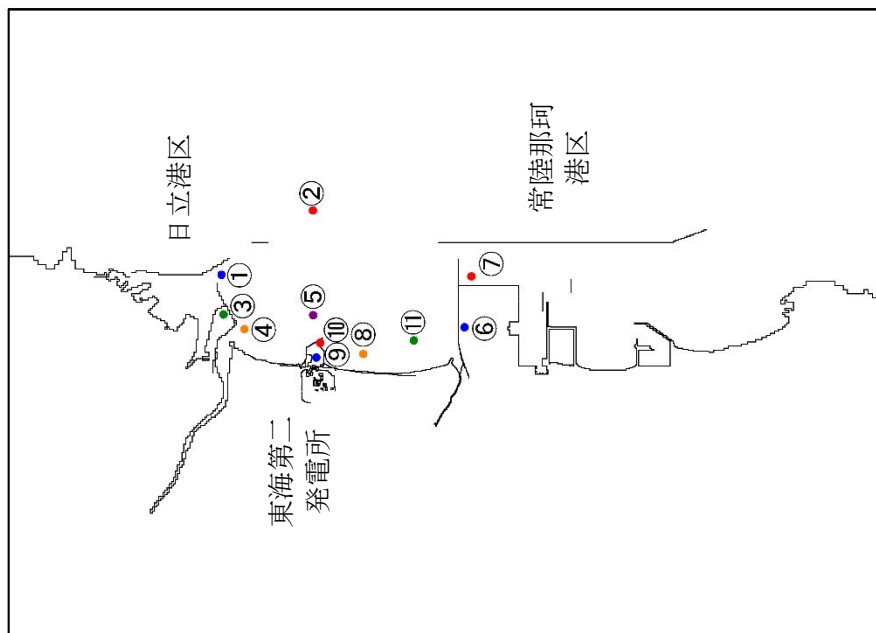 日立港区
常陸那珂
港区
東海第二
発電所
①
②
③
④
⑤
⑥
⑦
⑧
⑨
⑩
⑪